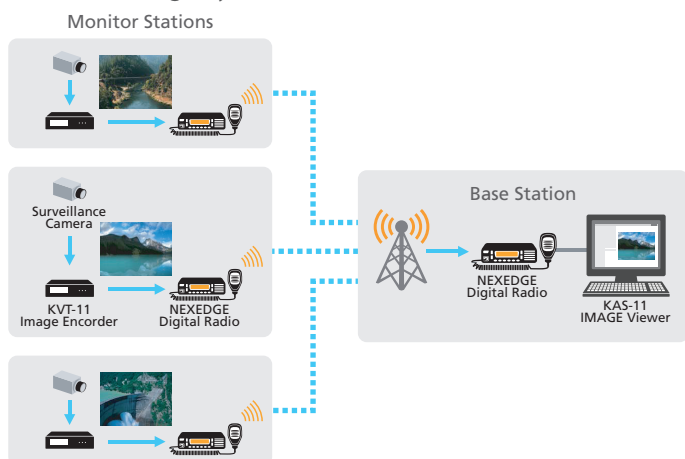 Monitor Stations
Surveillance
Camera
KVT-11
Image Encorder
NEXEDGE
Digital Radio
Base Station
NEXEDGE
Digital Radio
KAS-11
IMAGE Viewer